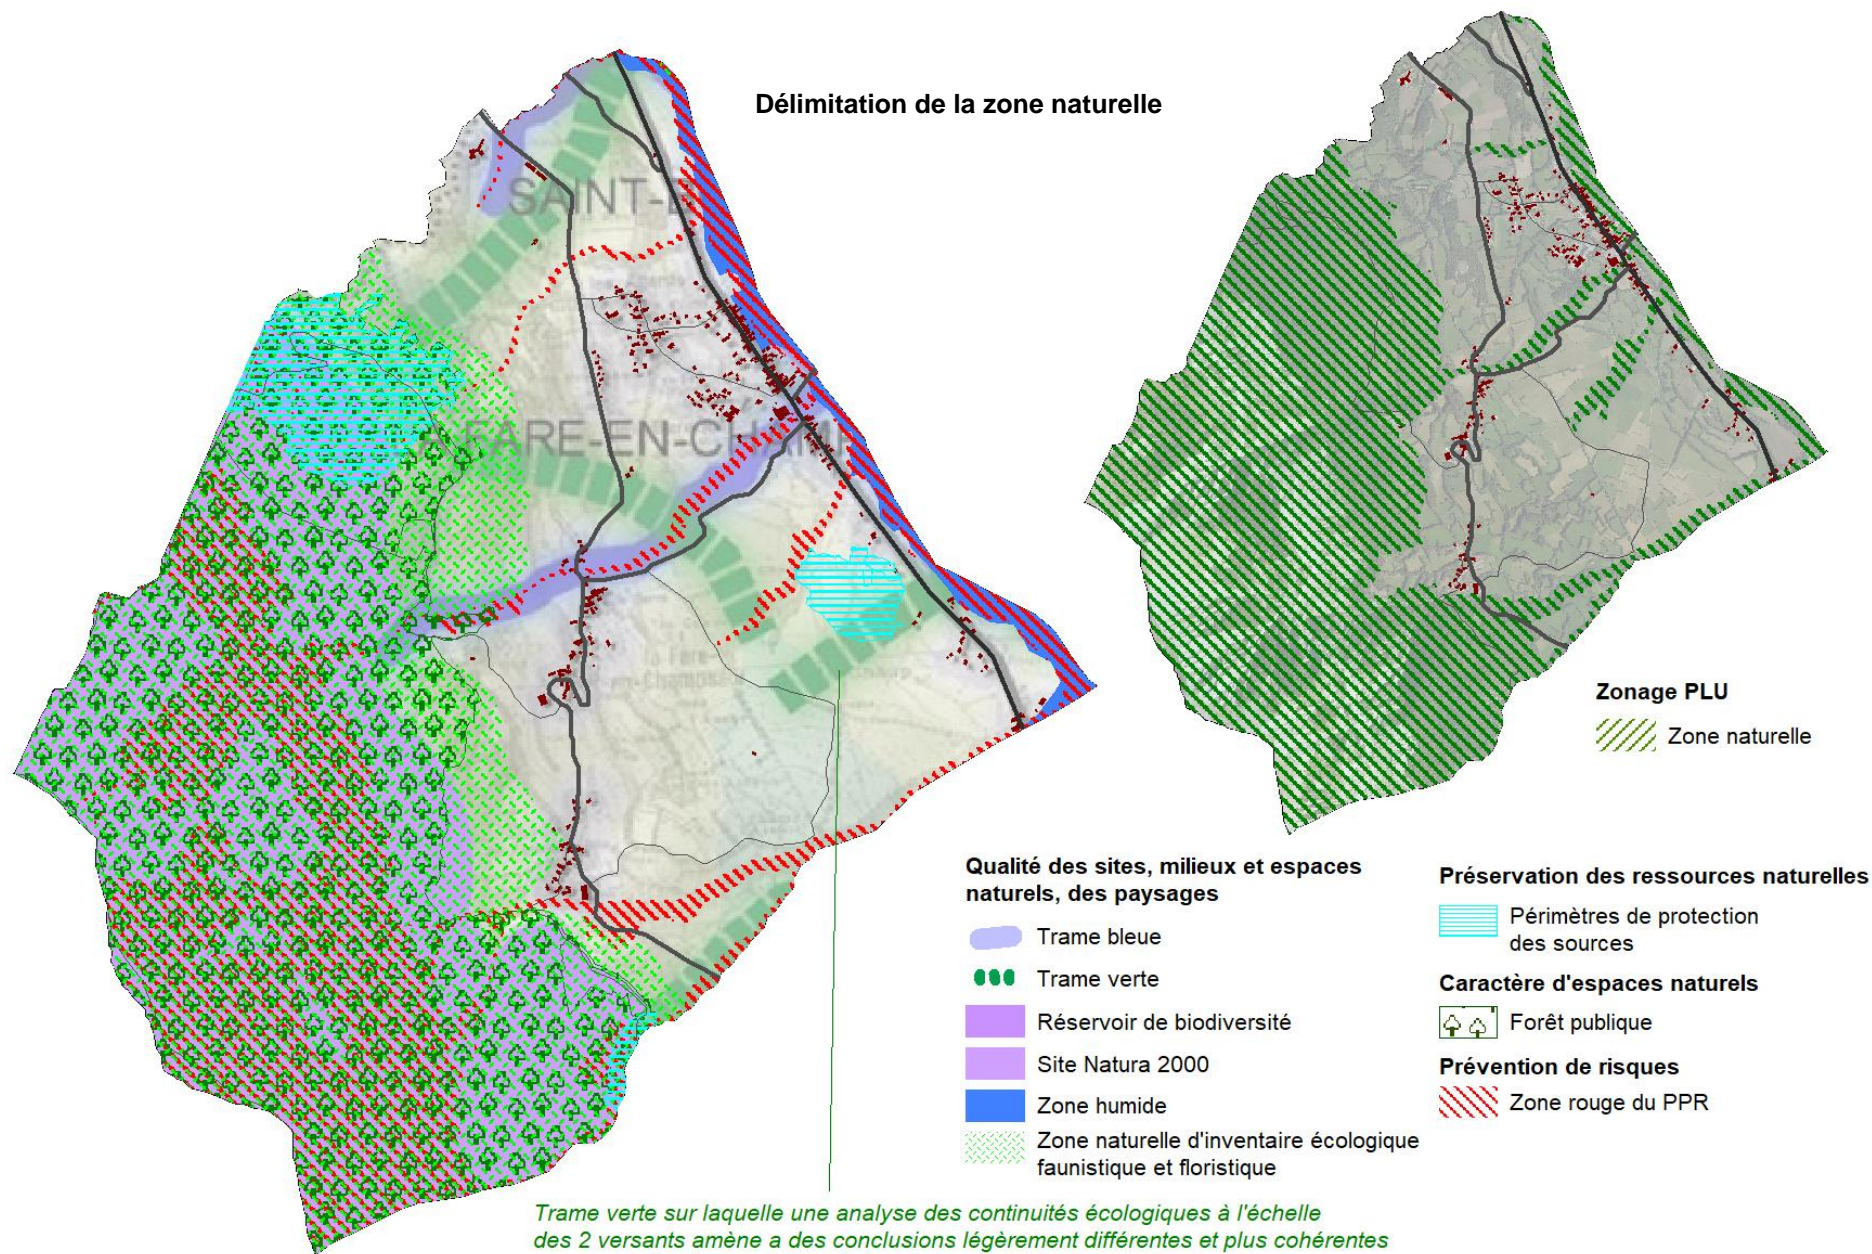 Délimitation de la zone naturelle
SAINT-E
FARE-EN-CHAMP
la Fare-
en-Champsaur
Zonage PLU
Zone naturelle
Qualité des sites, milieux et espaces
naturels, des paysages
Trame bleue
Trame verte
Réservoir de biodiversité
Site Natura 2000
Zone humide
Zone naturelle d'inventaire écologique
faunistique et floristique
Préservation des ressources naturelles
Périmètres de protection
des sources
Caractère d'espaces naturels
Forêt publique
Prévention de risques
Zone rouge du PPR
Trame verte sur laquelle une analyse des continuités écologiques à l'échelle
des 2 versants amène a des conclusions légèrement différentes et plus cohérentes